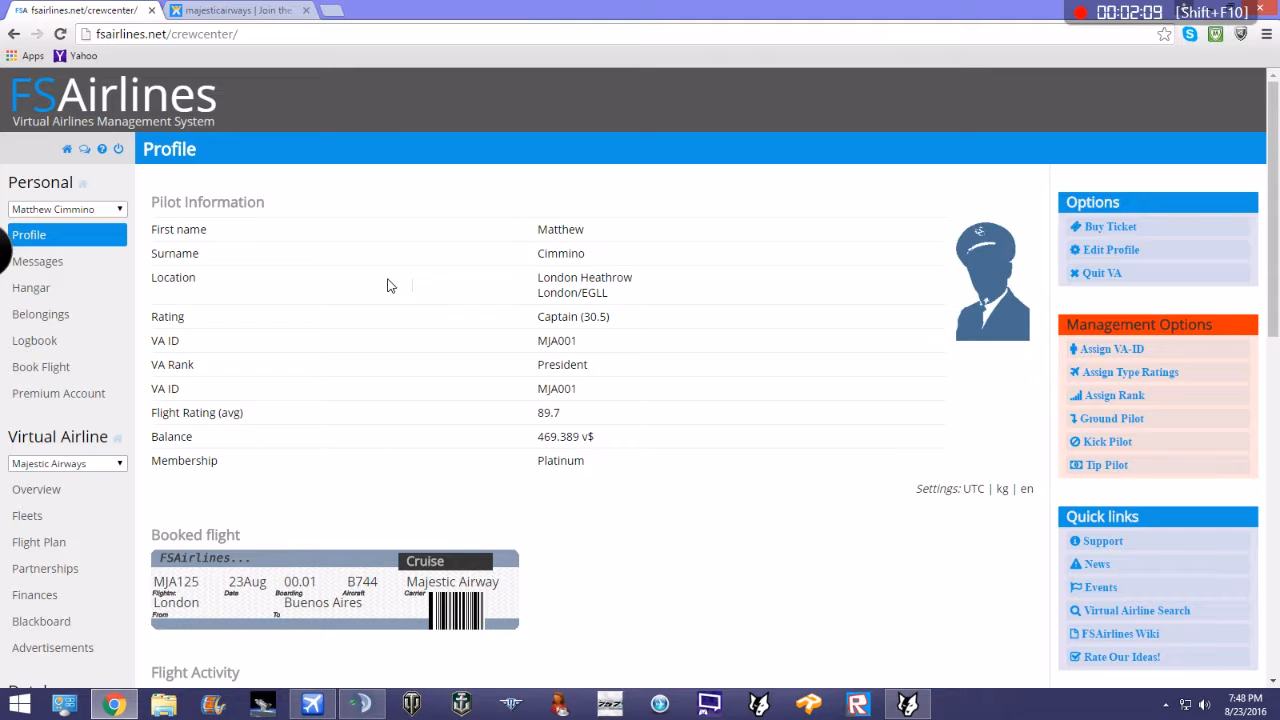 FSA fsairlines.net/crewcenter/
majesticairways | Join the
00:02:09 [Shift+F10]
fsairlines.net/crewcenter/
Apps
Yahoo
FSAirlines
Virtual Airlines Management System
Profile
Personal
Matthew Cimmino
Profile
Messages
Hangar
Belongings
Logbook
Book Flight
Premium Account
Virtual Airline
Majestic Airways
Overview
Fleets
Flight Plan
Partnerships
Finances
Blackboard
Advertisements
Pilot Information
First name Matthew
Surname Cimmino
Location London Heathrow
London/EGLL
Rating Captain (30.5)
VA ID MJA001
VA Rank President
VA ID MJA001
Flight Rating (avg) 89.7
Balance 469.389 v$
Membership Platinum
Settings: UTC | kg | en
Booked flight
FSAirlines... Cruise
MJA125 23Aug 00.01 B744 Majestic Airway
Flightnr. Date Boarding Aircraft Carrier
London Buenos Aires
From To
Flight Activity
Options
Buy Ticket
Edit Profile
Quit VA
Management Options
Assign VA-ID
Assign Type Ratings
Assign Rank
Ground Pilot
Kick Pilot
Tip Pilot
Quick links
Support
News
Events
Virtual Airline Search
FSAirlines Wiki
Rate Our Ideas!
757
7:48 PM
8/23/2016